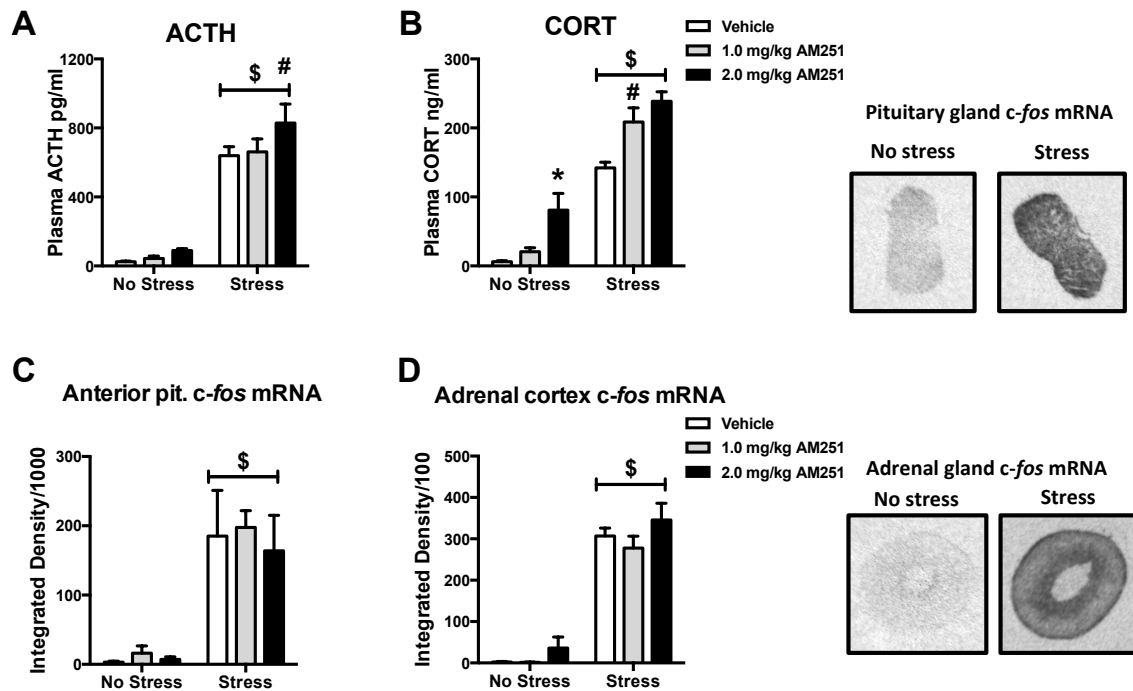 A
ACTH
Plasma ACTH pg/ml
1200
800
400
0
$
#
No Stress
Stress
B
CORT
Plasma CORT ng/ml
300
200
100
0
*
$
#
No Stress
Stress
Vehicle
1.0 mg/kg AM251
2.0 mg/kg AM251
Pituitary gland c-fos mRNA
No stress
Stress
C
Anterior pit. c-fos mRNA
Integrated Density/1000
300
200
100
0
$
No Stress
Stress
D
Adrenal cortex c-fos mRNA
Integrated Density/100
500
400
300
200
100
0
$
No Stress
Stress
Vehicle
1.0 mg/kg AM251
2.0 mg/kg AM251
Adrenal gland c-fos mRNA
No stress
Stress